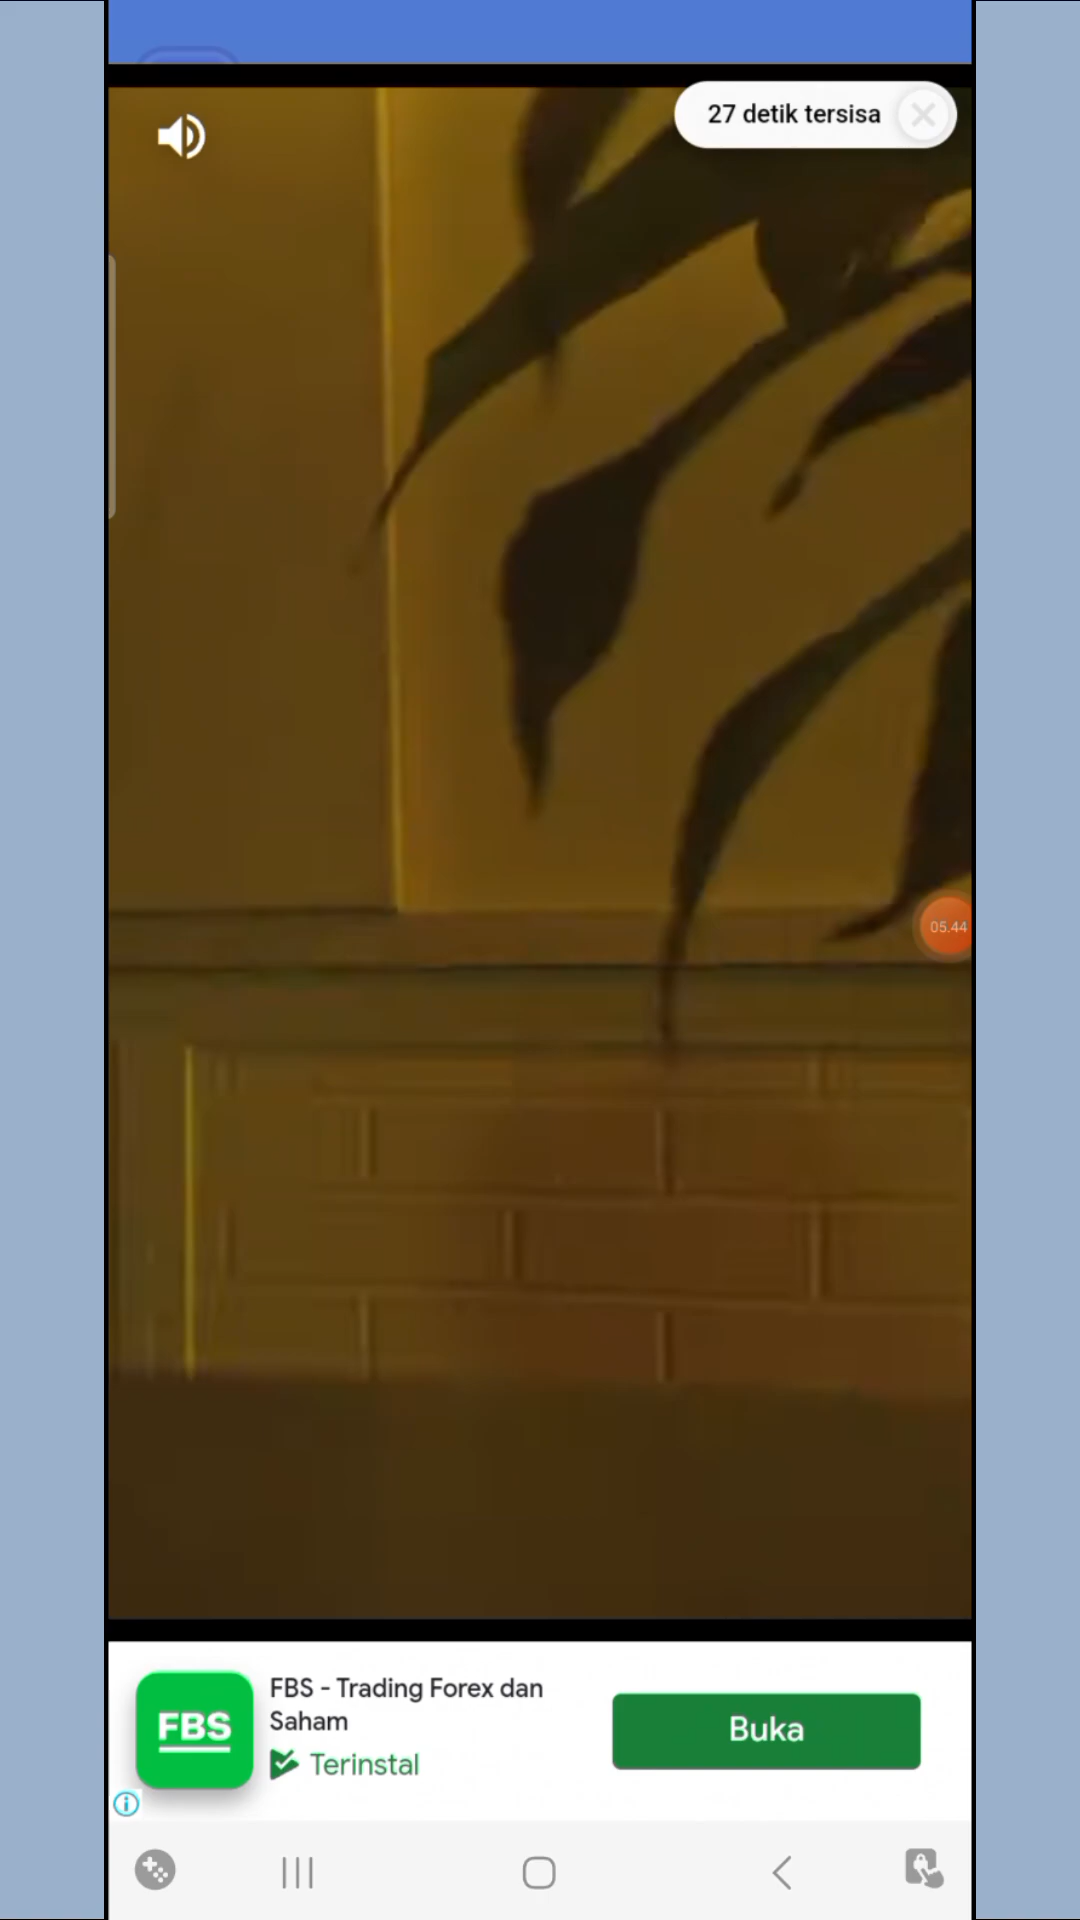 27 detik tersisa
05.44
FBS - Trading Forex dan
Saham
FBS
Terinstal
Buka